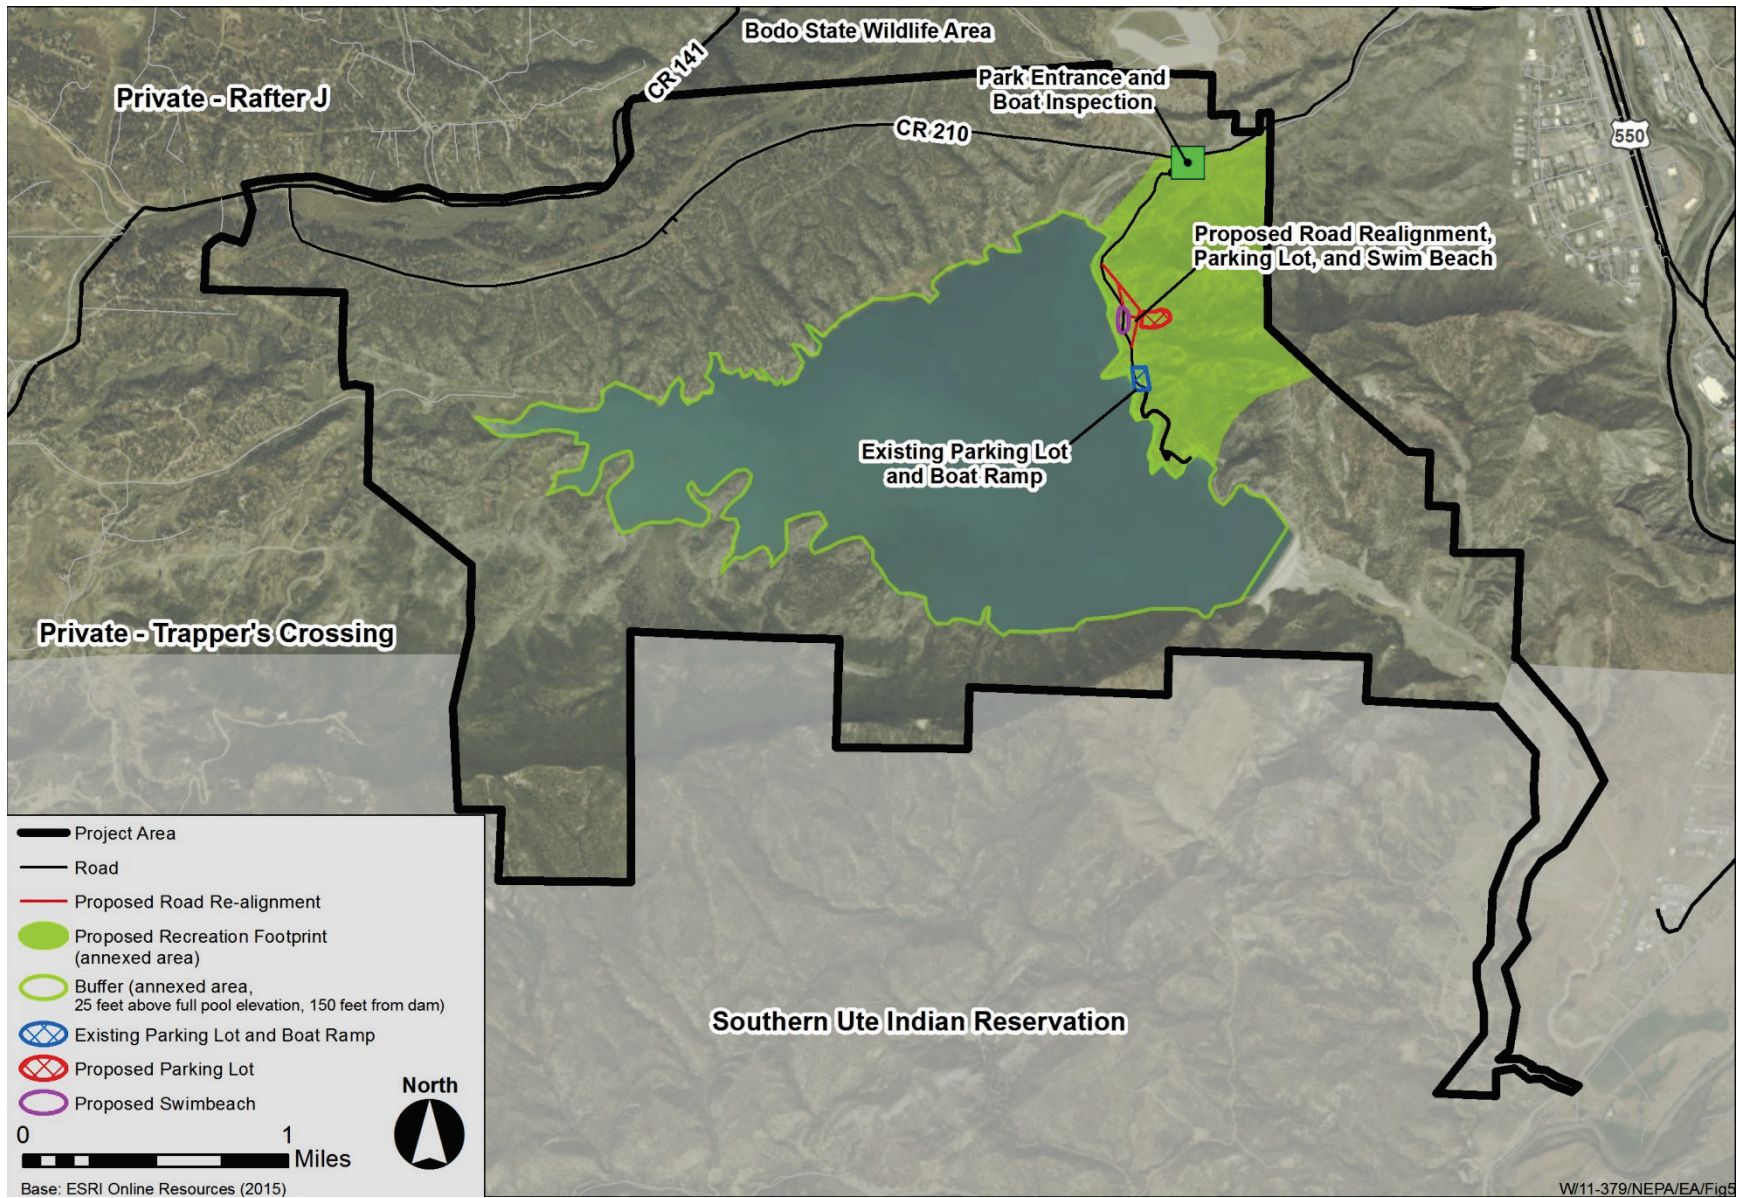 Bodo State Wildlife Area
CR 141
Private - Rafter J
Park Entrance and
Boat Inspection
CR 210
550
Proposed Road Realignment,
Parking Lot, and Swim Beach
Existing Parking Lot
and Boat Ramp
Private - Trapper's Crossing
Southern Ute Indian Reservation
Project Area
Road
Proposed Road Re-alignment
Proposed Recreation Footprint
(annexed area)
Buffer (annexed area,
25 feet above full pool elevation, 150 feet from dam)
Existing Parking Lot and Boat Ramp
Proposed Parking Lot
Proposed Swimbeach
North
0 1
Miles
Base: ESRI Online Resources (2015)
W/11-379/NEPA/EA/Fig5